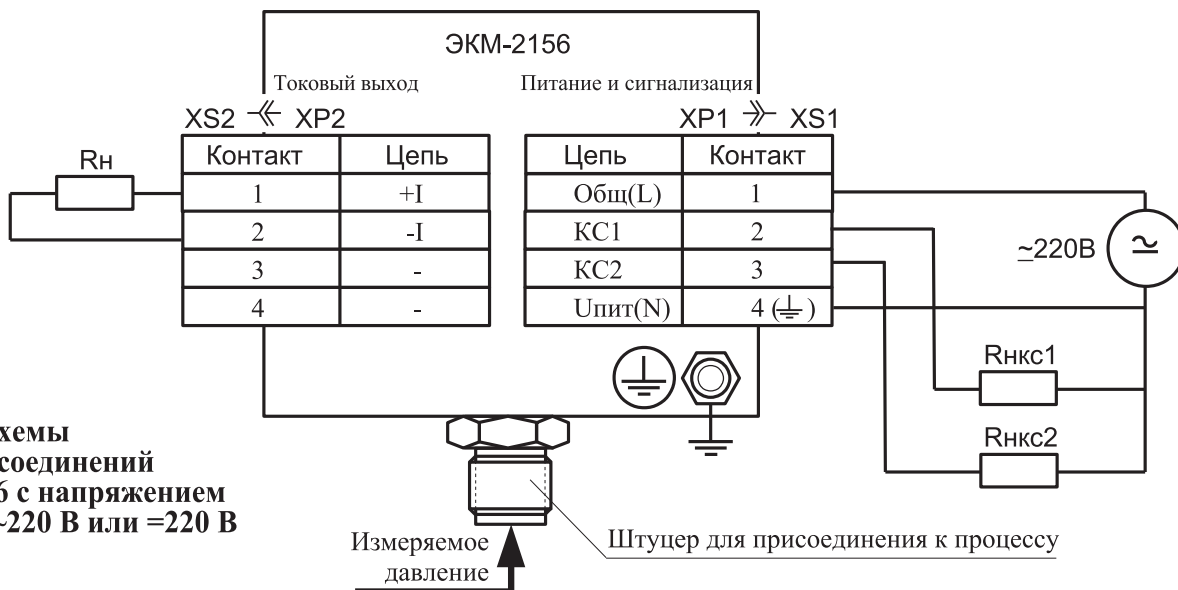 ЭКМ-2156
Токовый выход
Питание и сигнализация
XS2 XP2
XP1 XS1
Rн
Контакт Цепь
1 +I
2 -I
3 -
4 -
Цепь Контакт
Общ(L) 1
КС1 2
КС2 3
Uпит(N) 4 ( )
~220В
Rнкс1
Rнкс2
хемы
соединений
6 с напряжением
~220 В или =220 В
Измеряемое
давление
Штуцер для присоединения к процессу